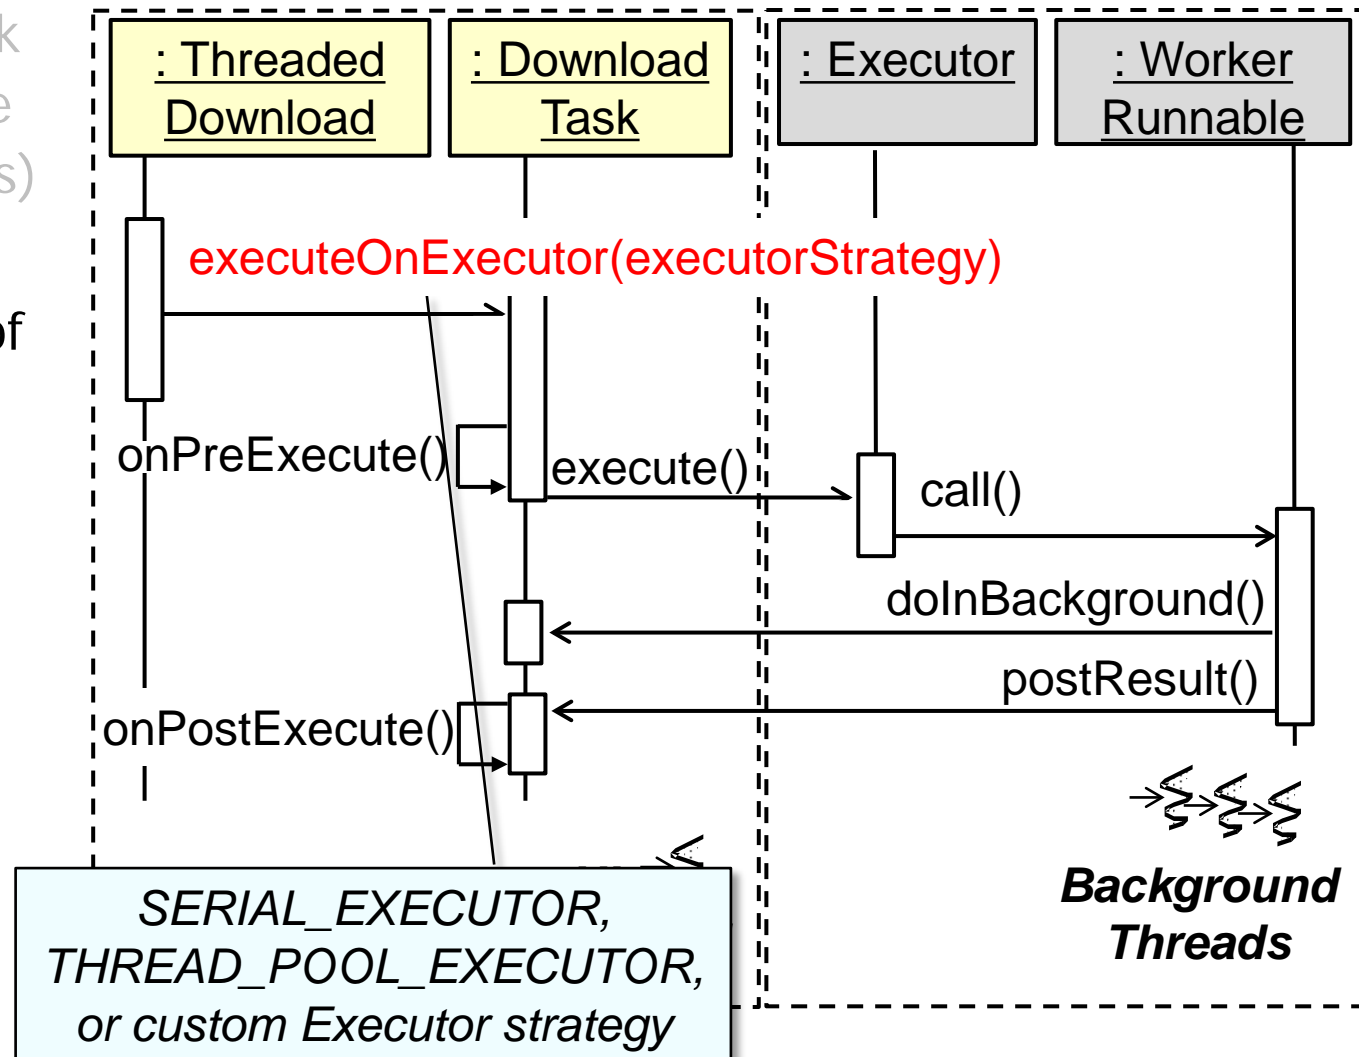 k
e
s)
of
: Threaded
Download
: Download
Task
: Executor
: Worker
Runnable
executeOnExecutor(executorStrategy)
onPreExecute()
execute()
call()
doInBackground()
postResult()
onPostExecute()
Background
Threads
SERIAL_EXECUTOR,
THREAD_POOL_EXECUTOR,
or custom Executor strategy